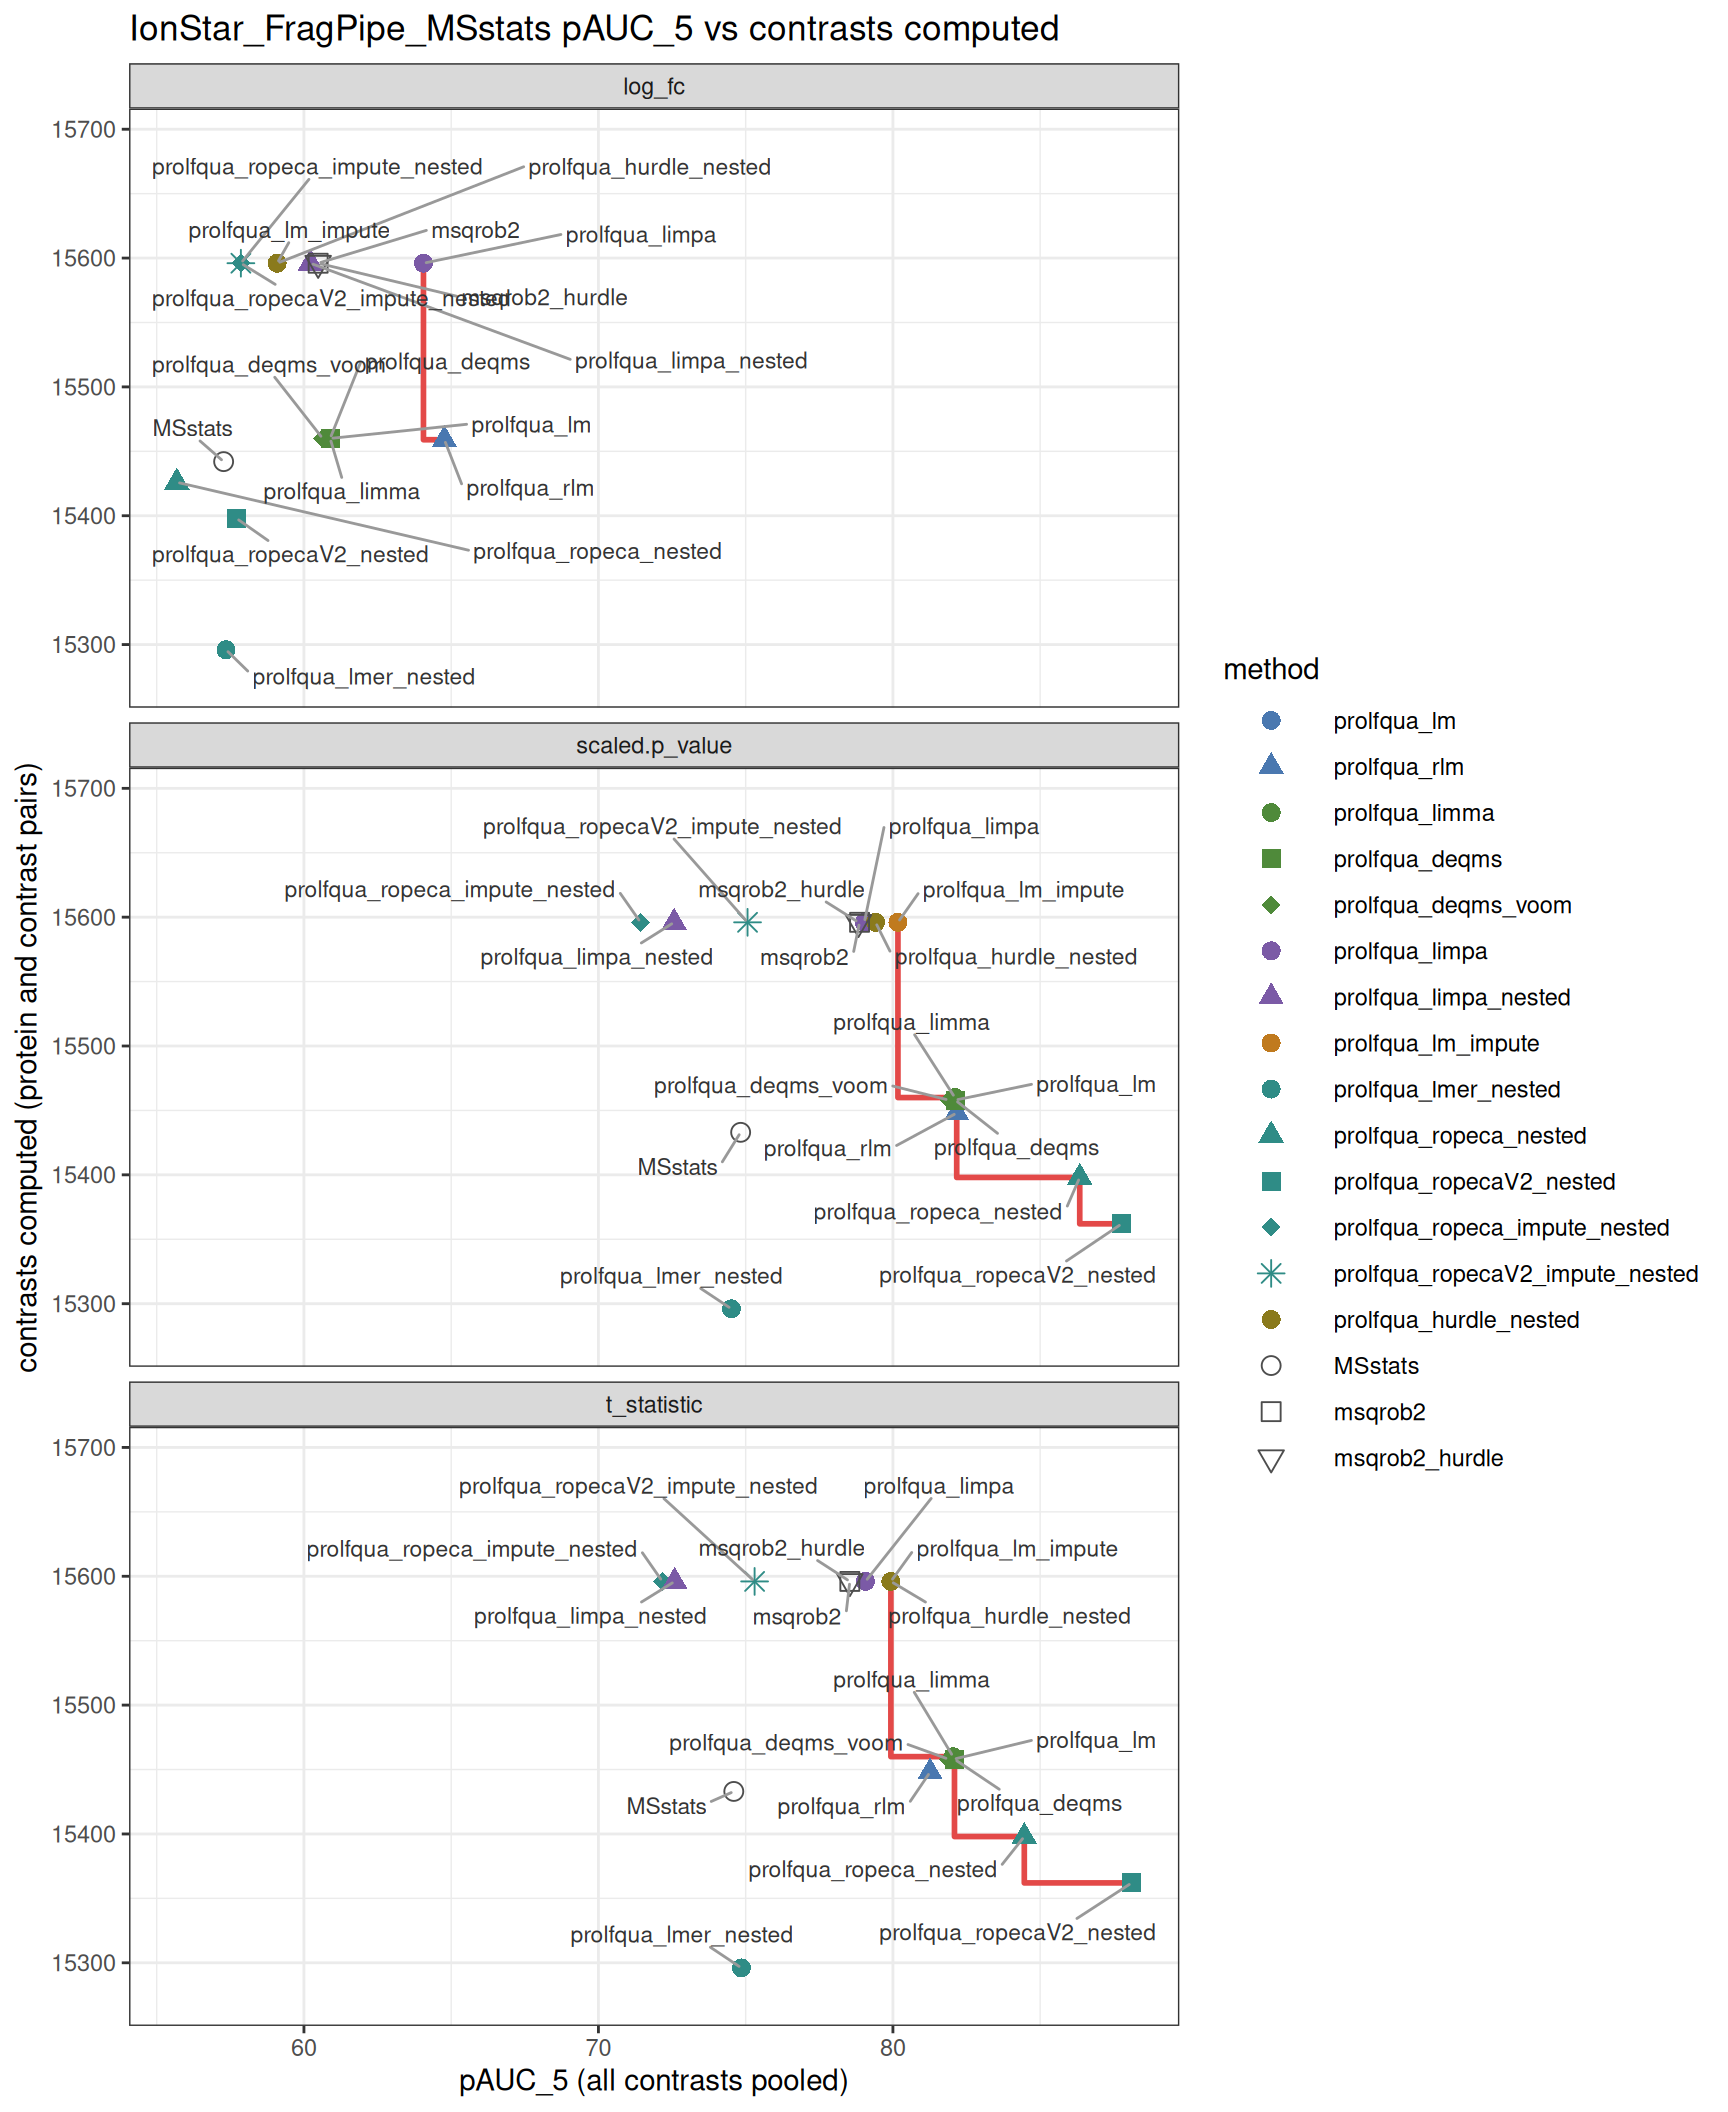 IonStar_FragPipe_MSstats pAUC_5 vs contrasts computed
log_fc
15700
prolfqua_ropeca_impute_nested
prolfqua_hurdle_nested
prolfqua_lm_impute
msqrob2
prolfqua_limpa
15600
prolfqua_ropecaV2_impute_nested
msqrob2_hurdle
prolfqua_deqms_voom
prolfqua_deqms
prolfqua_limpa_nested
15500
MSstats
prolfqua_lm
prolfqua_limma
prolfqua_rlm
15400
prolfqua_ropecaV2_nested
prolfqua_ropeca_nested
15300
prolfqua_lmer_nested
scaled.p_value
15700
prolfqua_ropecaV2_impute_nested
prolfqua_limpa
prolfqua_ropeca_impute_nested
msqrob2_hurdle
prolfqua_lm_impute
15600
prolfqua_limpa_nested
msqrob2
prolfqua_hurdle_nested
prolfqua_limma
15500
prolfqua_deqms_voom
prolfqua_lm
prolfqua_rlm
prolfqua_deqms
MSstats
15400
prolfqua_ropeca_nested
prolfqua_lmer_nested
prolfqua_ropecaV2_nested
15300
t_statistic
15700
prolfqua_ropecaV2_impute_nested
prolfqua_limpa
prolfqua_ropeca_impute_nested
msqrob2_hurdle
prolfqua_lm_impute
15600
prolfqua_limpa_nested
msqrob2
prolfqua_hurdle_nested
prolfqua_limma
15500
prolfqua_deqms_voom
prolfqua_lm
MSstats
prolfqua_rlm
prolfqua_deqms
15400
prolfqua_ropeca_nested
prolfqua_lmer_nested
prolfqua_ropecaV2_nested
15300
60
70
80
pAUC_5 (all contrasts pooled)
contrasts computed (protein and contrast pairs)
method
prolfqua_lm
prolfqua_rlm
prolfqua_limma
prolfqua_deqms
prolfqua_deqms_voom
prolfqua_limpa
prolfqua_limpa_nested
prolfqua_lm_impute
prolfqua_lmer_nested
prolfqua_ropeca_nested
prolfqua_ropecaV2_nested
prolfqua_ropeca_impute_nested
prolfqua_ropecaV2_impute_nested
prolfqua_hurdle_nested
MSstats
msqrob2
msqrob2_hurdle